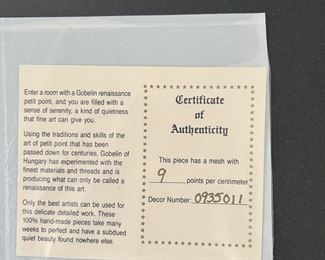 Enter a room with a Gobelin renaissance
petit point, and you are filled with a
sense of serenity, a kind of quietness
that fine art can give you.
Using the traditions and skills of the
art of petit point that has been
passed down for centuries, Gobelin of
Hungary has experimented with the
finest materials and threads and is
producing what can only be called a
renaissance of this art.
Only the best artists can be used for
this delicate detailed work. These
100% hand-made pieces take many
weeks to perfect and have a subdued
quiet beauty found nowhere else.
Certificate
of
Authenticity
This piece has a mesh with
9 points per centimeter.
Decor Number: 0935011